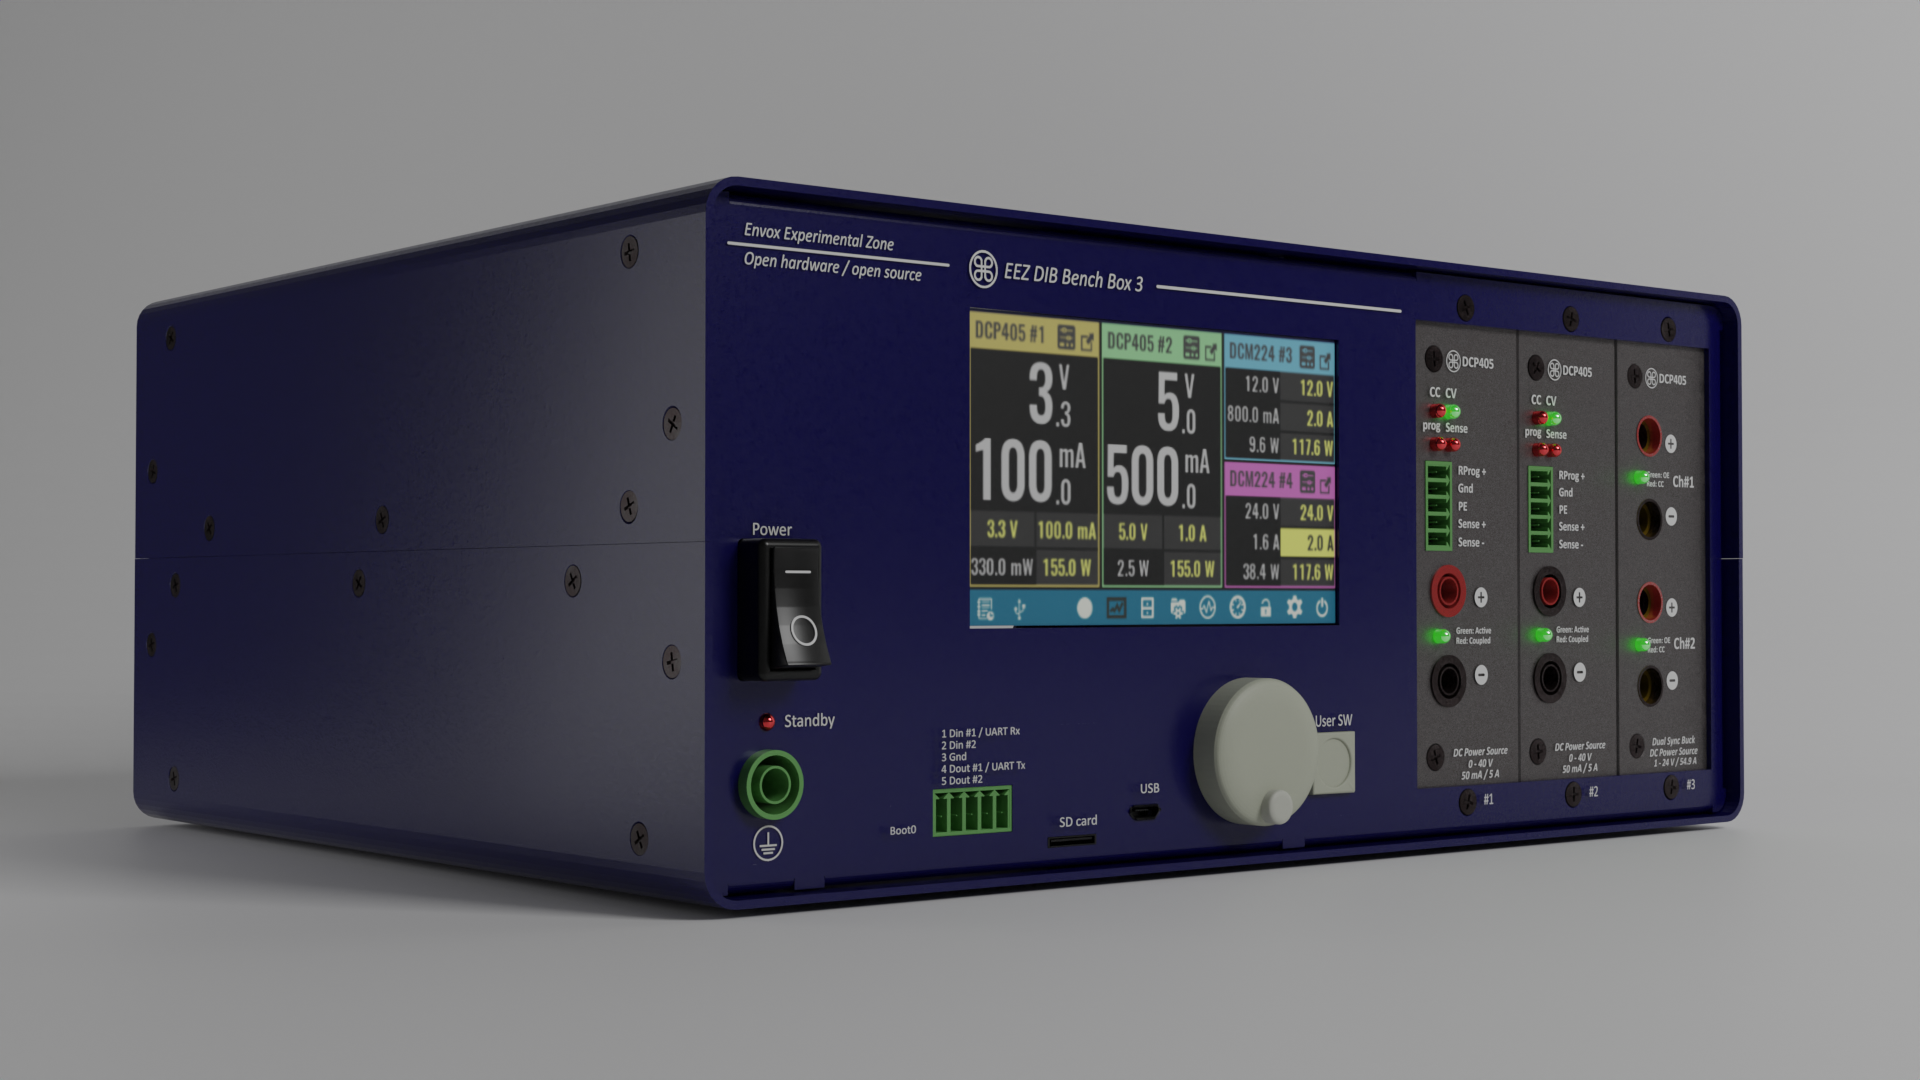 Envox Experimental Zone
Open hardware / open source
EEZ DIB Bench Box 3
DCP405 #1
3.3 V
100.0 mA
3.3 V 100.0 mA
330.0 mW 155.0 W
DCP405 #2
5.0 V
500.0 mA
5.0 V 1.0 A
2.5 W 155.0 W
DCM224 #3
12.0 V 12.0 V
800.0 mA 2.0 A
9.6 W 117.6 W
DCM224 #4
24.0 V 24.0 V
1.6 A 2.0 A
38.4 W 117.6 W
Power
Standby
1 Din #1 / UART Rx
2 Din #2
3 Gnd
4 Dout #1 / UART Tx
5 Dout #2
Boot0
SD card
USB
User SW
DCP405
CC CV
prog Sense
RProg +
Gnd
PE
Sense +
Sense -
+
Green: Active
Red: Coupled
-
DC Power Source
0 - 40 V
50 mA / 5 A
#1
DCP405
CC CV
prog Sense
RProg +
Gnd
PE
Sense +
Sense -
+
Green: Active
Red: Coupled
-
DC Power Source
0 - 40 V
50 mA / 5 A
#2
DCP405
+
Green: OE
Red: CC
Ch#1
-
+
Green: OE
Red: CC
Ch#2
-
Dual Sync Buck
DC Power Source
1 - 24 V / 54.9 A
#3